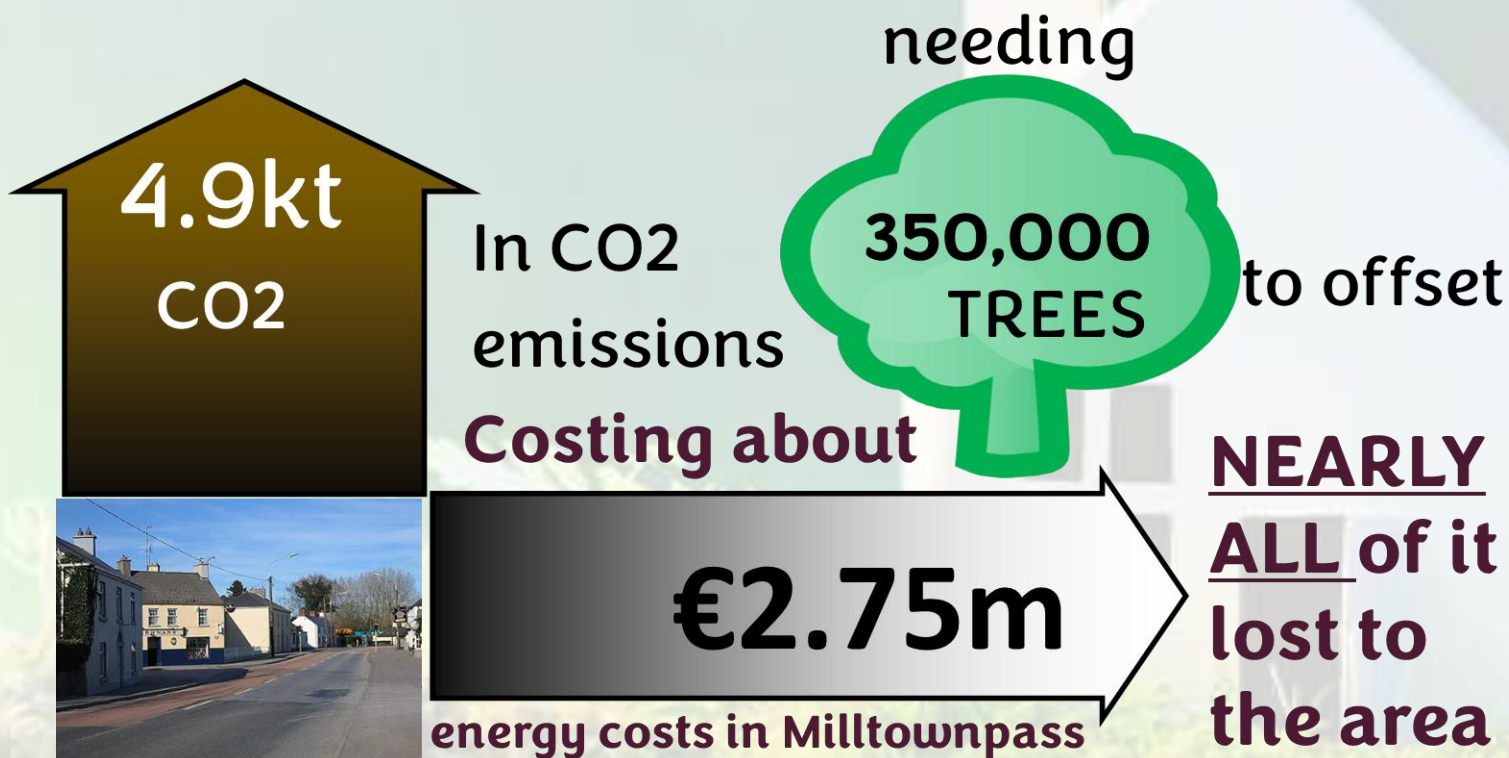 needing
4.9kt
CO2
In CO2
emissions
350,000
TREES
to offset
Costing about
€2.75m
energy costs in Milltownpass
NEARLY
ALL of it
lost to
the area